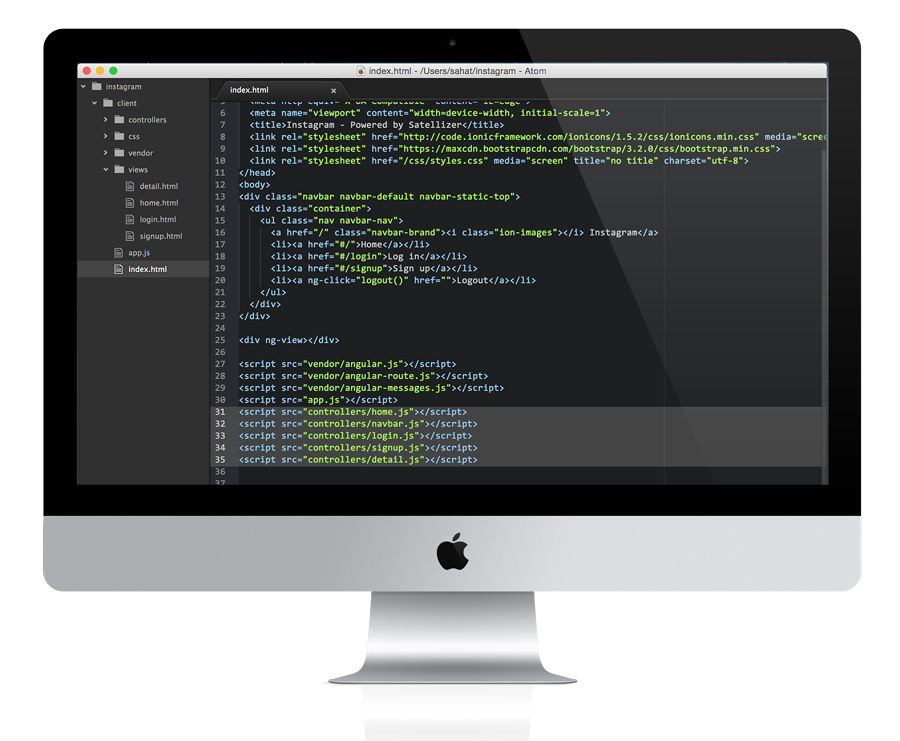 index.html - /Users/sahat/instagram - Atom
instagram
client
controllers
css
vendor
views
detail.html
home.html
login.html
signup.html
app.js
index.html
index.html x
5 <meta http-equiv="X-UA-Compatible" content="IE=edge">
6 <meta name="viewport" content="width=device-width, initial-scale=1">
7 <title>Instagram - Powered by Satellizer</title>
8 <link rel="stylesheet" href="http://code.ionicframework.com/ionicons/1.5.2/css/ionicons.min.css" media="scree
9 <link rel="stylesheet" href="https://maxcdn.bootstrapcdn.com/bootstrap/3.2.0/css/bootstrap.min.css">
10 <link rel="stylesheet" href="/css/styles.css" media="screen" title="no title" charset="utf-8">
11 </head>
12 <body>
13 <div class="navbar navbar-default navbar-static-top">
14 <div class="container">
15 <ul class="nav navbar-nav">
16 <a href="/" class="navbar-brand"><i class="ion-images"></i> Instagram</a>
17 <li><a href="#/">Home</a></li>
18 <li><a href="#/login">Log in</a></li>
19 <li><a href="#/signup">Sign up</a></li>
20 <li><a ng-click="logout()" href="">Logout</a></li>
21 </ul>
22 </div>
23 </div>
24
25 <div ng-view></div>
26
27 <script src="vendor/angular.js"></script>
28 <script src="vendor/angular-route.js"></script>
29 <script src="vendor/angular-messages.js"></script>
30 <script src="app.js"></script>
31 <script src="controllers/home.js"></script>
32 <script src="controllers/navbar.js"></script>
33 <script src="controllers/login.js"></script>
34 <script src="controllers/signup.js"></script>
35 <script src="controllers/detail.js"></script>
36
37